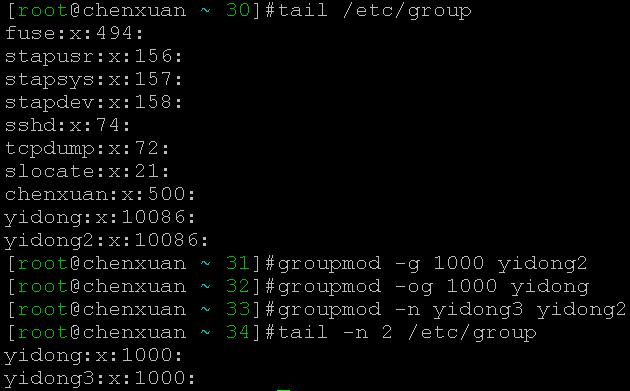 [root@chenxuan ~ 30]#tail /etc/group
fuse:x:494:
stapusr:x:156:
stapsys:x:157:
stapdev:x:158:
sshd:x:74:
tcpdump:x:72:
slocate:x:21:
chenxuan:x:500:
yidong:x:10086:
yidong2:x:10086:
[root@chenxuan ~ 31]#groupmod -g 1000 yidong2
[root@chenxuan ~ 32]#groupmod -og 1000 yidong
[root@chenxuan ~ 33]#groupmod -n yidong3 yidong2
[root@chenxuan ~ 34]#tail -n 2 /etc/group
yidong:x:1000:
yidong3:x:1000: